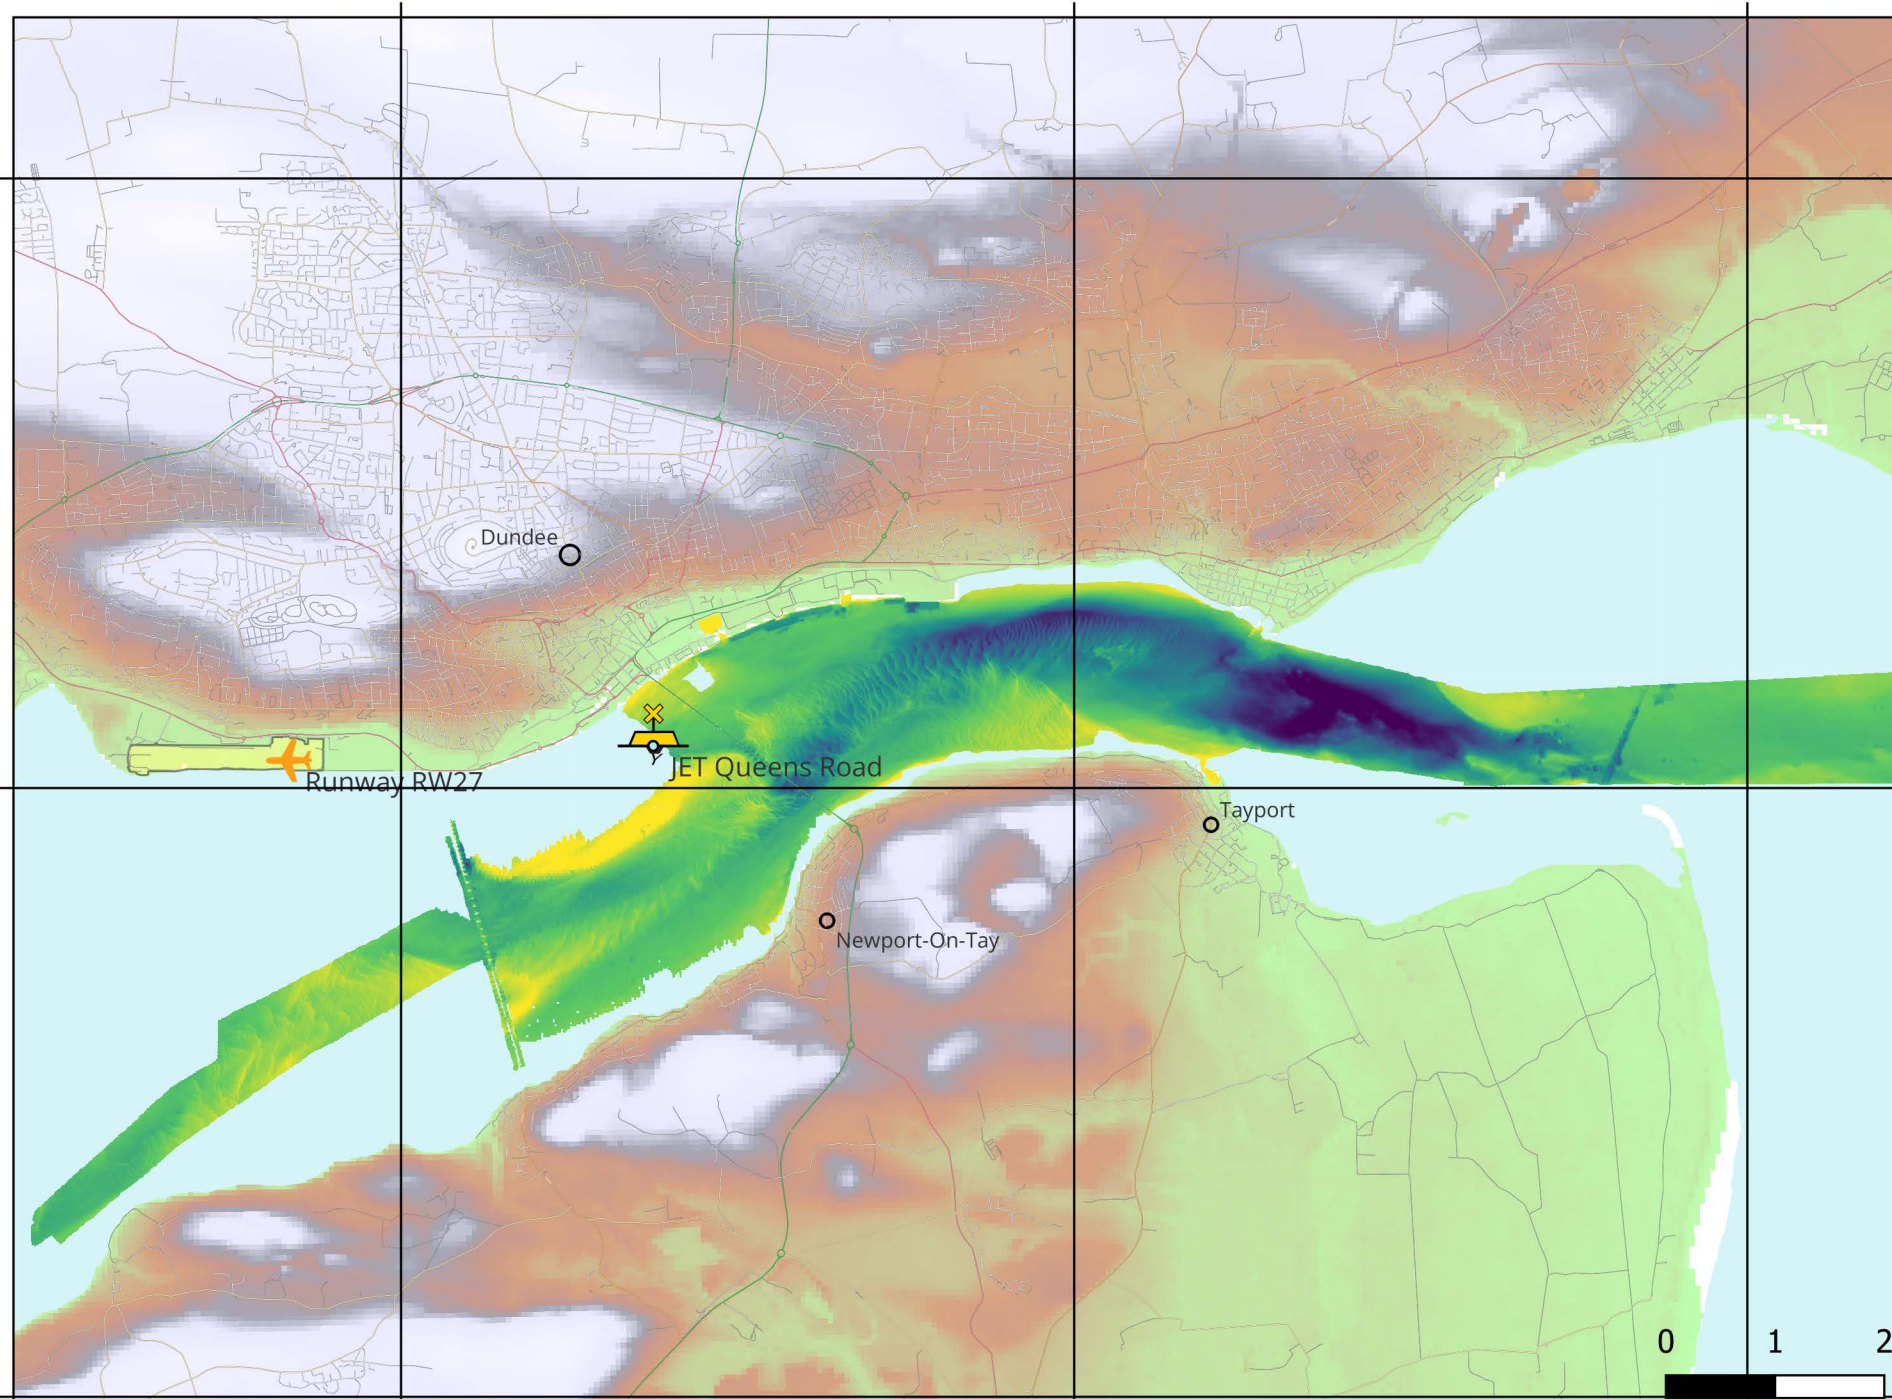 Dundee
JET Queens Road
Y
Runway RW27
Tayport
Newport-On-Tay
0 1 2